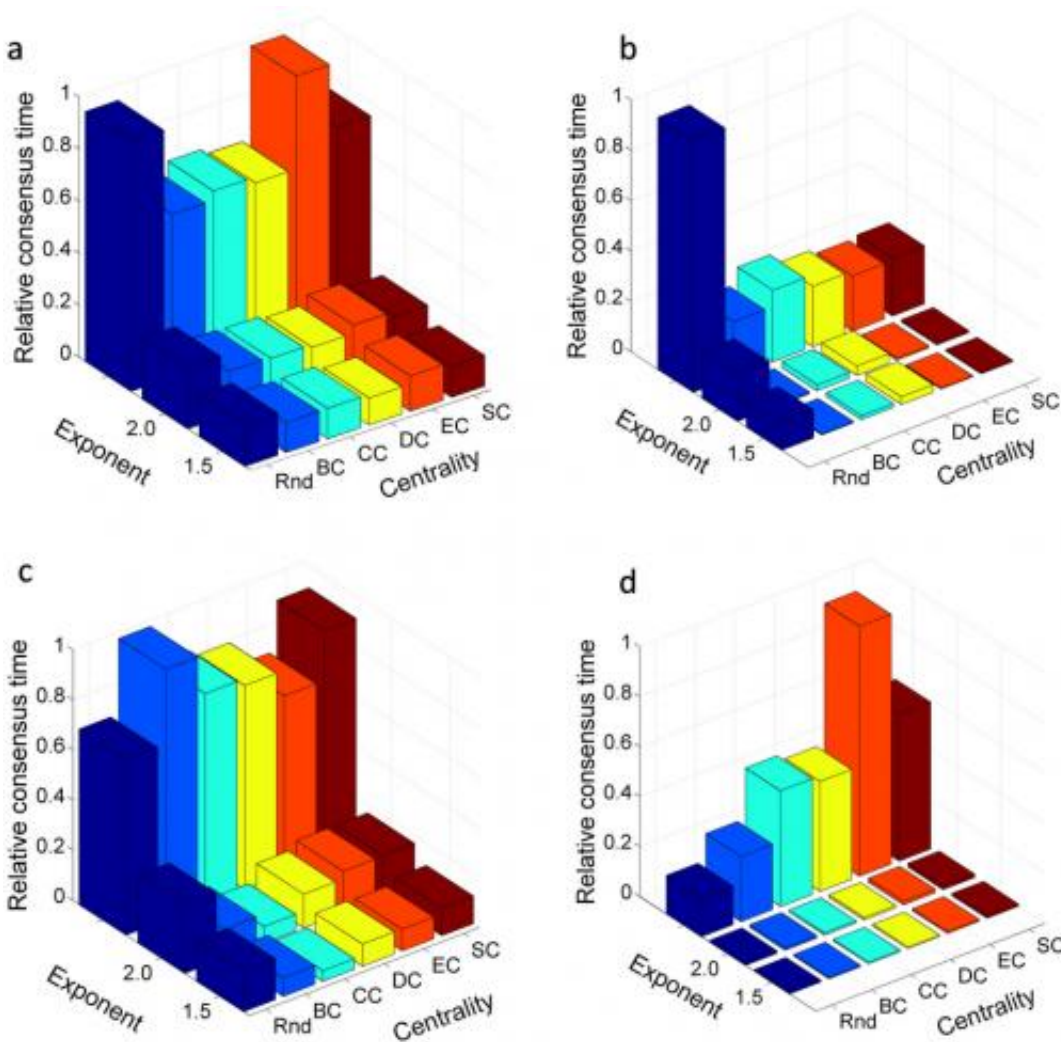 a
Relative consensus time
1
0.8
0.6
0.4
0.2
0
Exponent
2.0
1.5
Rnd
BC
CC
DC
EC
SC
Centrality
b
Relative consensus time
1
0.8
0.6
0.4
0.2
0
Exponent
2.0
1.5
Rnd
BC
CC
DC
EC
SC
Centrality
c
Relative consensus time
1
0.8
0.6
0.4
0.2
0
Exponent
2.0
1.5
Rnd
BC
CC
DC
EC
SC
Centrality
d
Relative consensus time
1
0.8
0.6
0.4
0.2
0
Exponent
2.0
1.5
Rnd
BC
CC
DC
EC
SC
Centrality